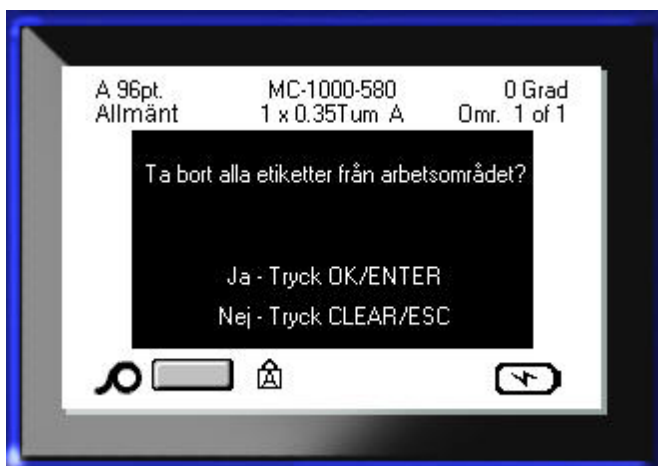 A 96pt. MC-1000-580 0 Grad
Allmänt 1 x 0.35Tum A Omr. 1 of 1
Ta bort alla etiketter från arbetsområdet?
Ja - Tryck OK/ENTER
Nej - Tryck CLEAR/ESC
A